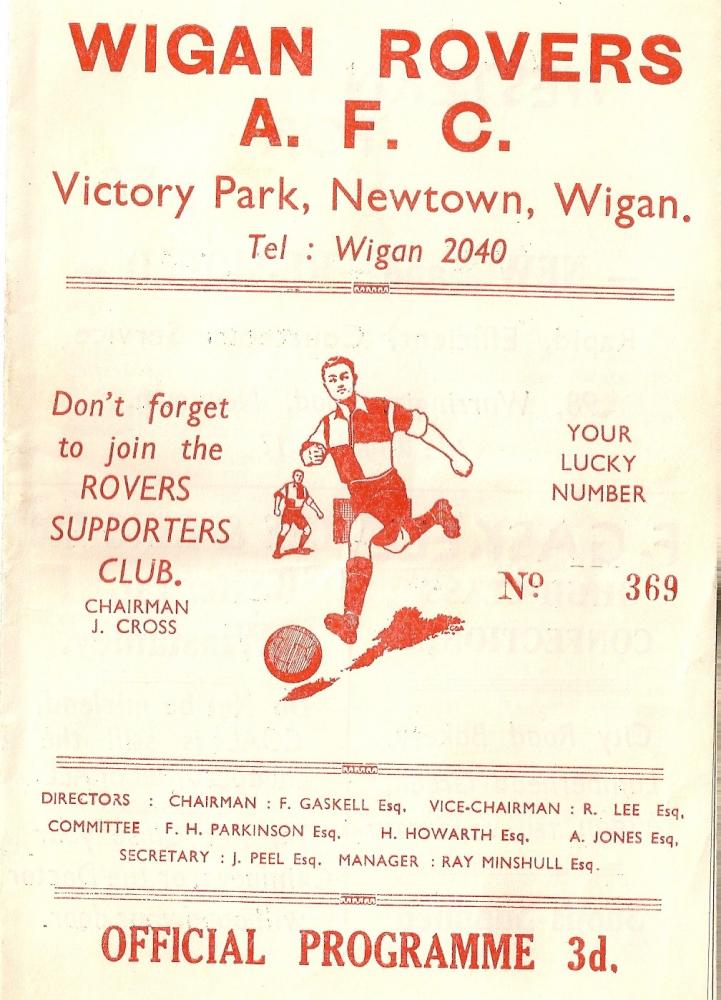 WIGAN ROVERS
A. F. C.
Victory Park, Newtown, Wigan.
Tel : Wigan 2040
Don't forget
to join the
ROVERS
SUPPORTERS
CLUB.
CHAIRMAN
J. CROSS
YOUR
LUCKY
NUMBER
Nº 369
DIRECTORS : CHAIRMAN : F. GASKELL Esq. VICE-CHAIRMAN : R. LEE Esq.
COMMITTEE F. H. PARKINSON Esq. H. HOWARTH Esq. A. JONES Esq.
SECRETARY : J. PEEL Esq. MANAGER : RAY MINSHULL Esq.
OFFICIAL PROGRAMME 3d.